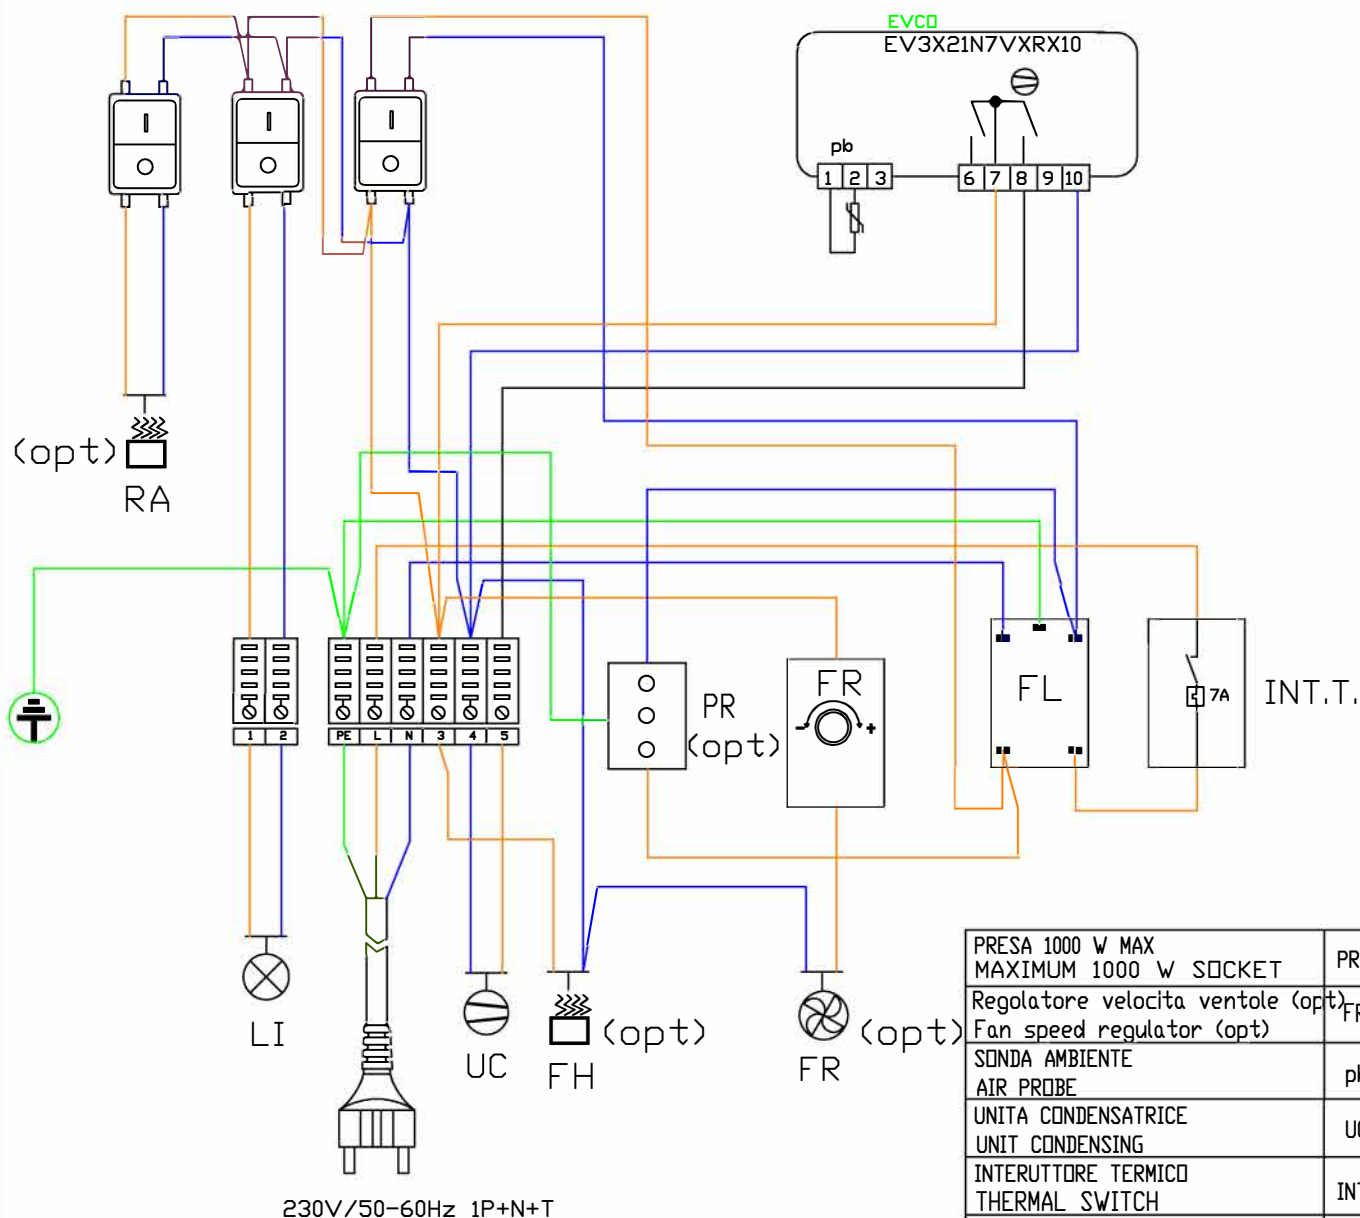 EVCO
EV3X21N7VXRX10
pb
1 2 3
6 7 8 9 10
(opt)
RA
PR
(opt)
FR
- +
FL
7A
INT.T.
1 2
PE L N 3 4 5
LI
UC
FH
(opt)
FR
(opt)
230V/50-60Hz 1P+N+T
PRESA 1000 W MAX
MAXIMUM 1000 W SOCKET
PR
Regolatore velocita ventole (opt)
Fan speed regulator (opt)
FR
SONDA AMBIENTE
AIR PROBE
UNITA CONDENSATRICE
UNIT CONDENSING
INTERUTTORE TERMICO
THERMAL SWITCH
INT